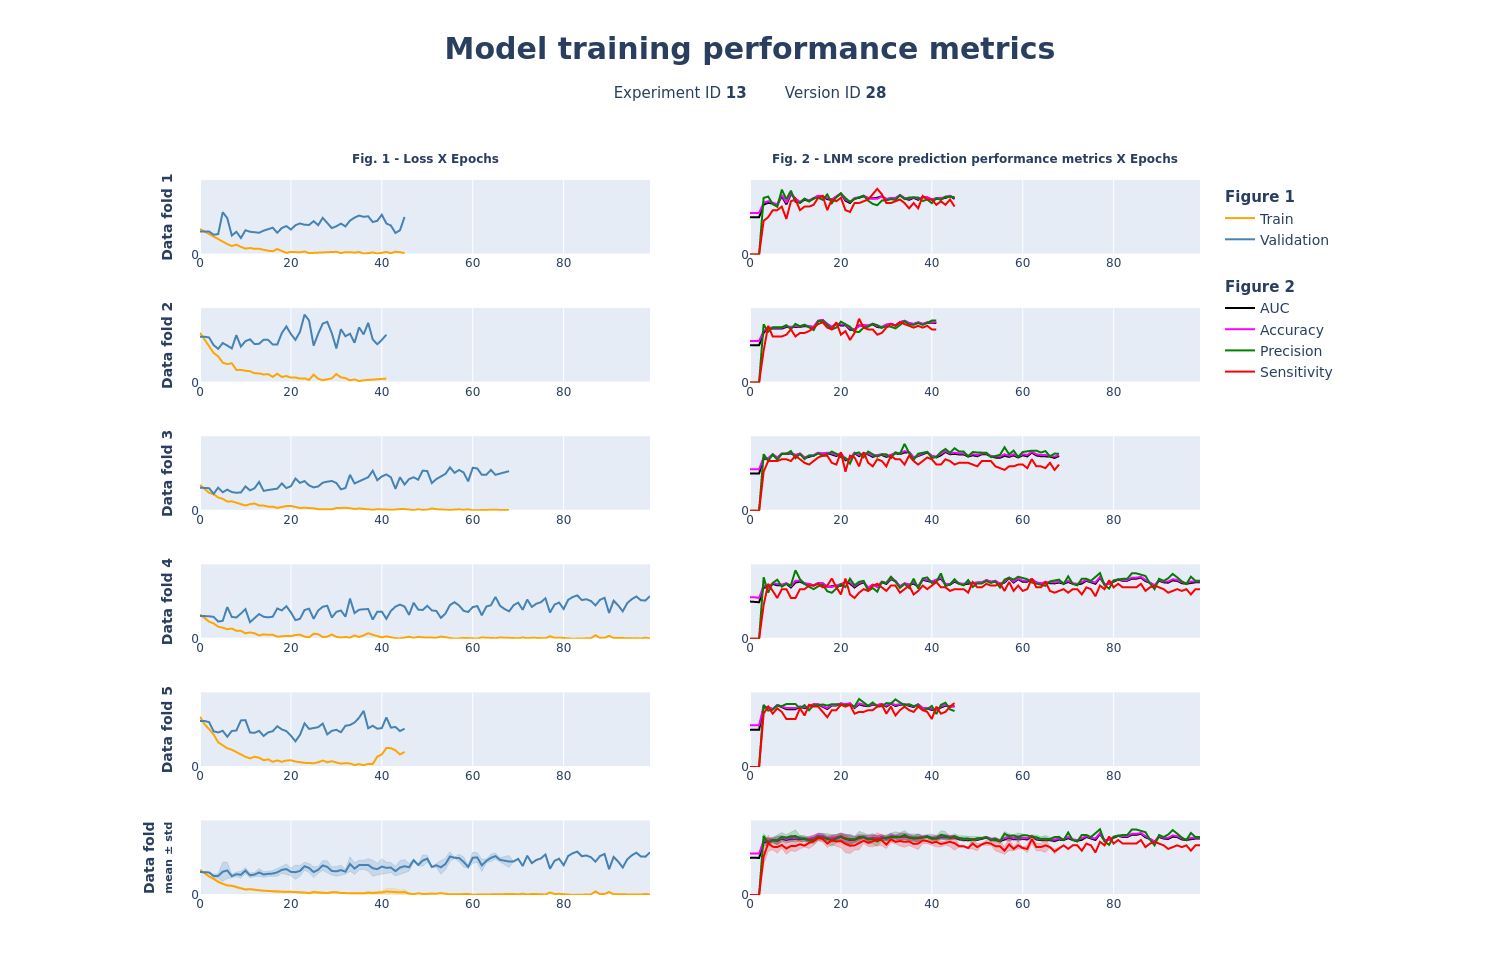 Model training performance metrics
Experiment ID 13 Version ID 28
Fig. 1 - Loss X Epochs
Fig. 2 - LNM score prediction performance metrics X Epochs
Data fold 1
0
0 20 40 60 80
0
0 20 40 60 80
Figure 1
Train
Validation
Figure 2
AUC
Accuracy
Precision
Sensitivity
Data fold 2
0
0 20 40 60 80
0
0 20 40 60 80
Data fold 3
0
0 20 40 60 80
0
0 20 40 60 80
Data fold 4
0
0 20 40 60 80
0
0 20 40 60 80
Data fold 5
0
0 20 40 60 80
0
0 20 40 60 80
Data fold
mean ± std
0
0 20 40 60 80
0
0 20 40 60 80